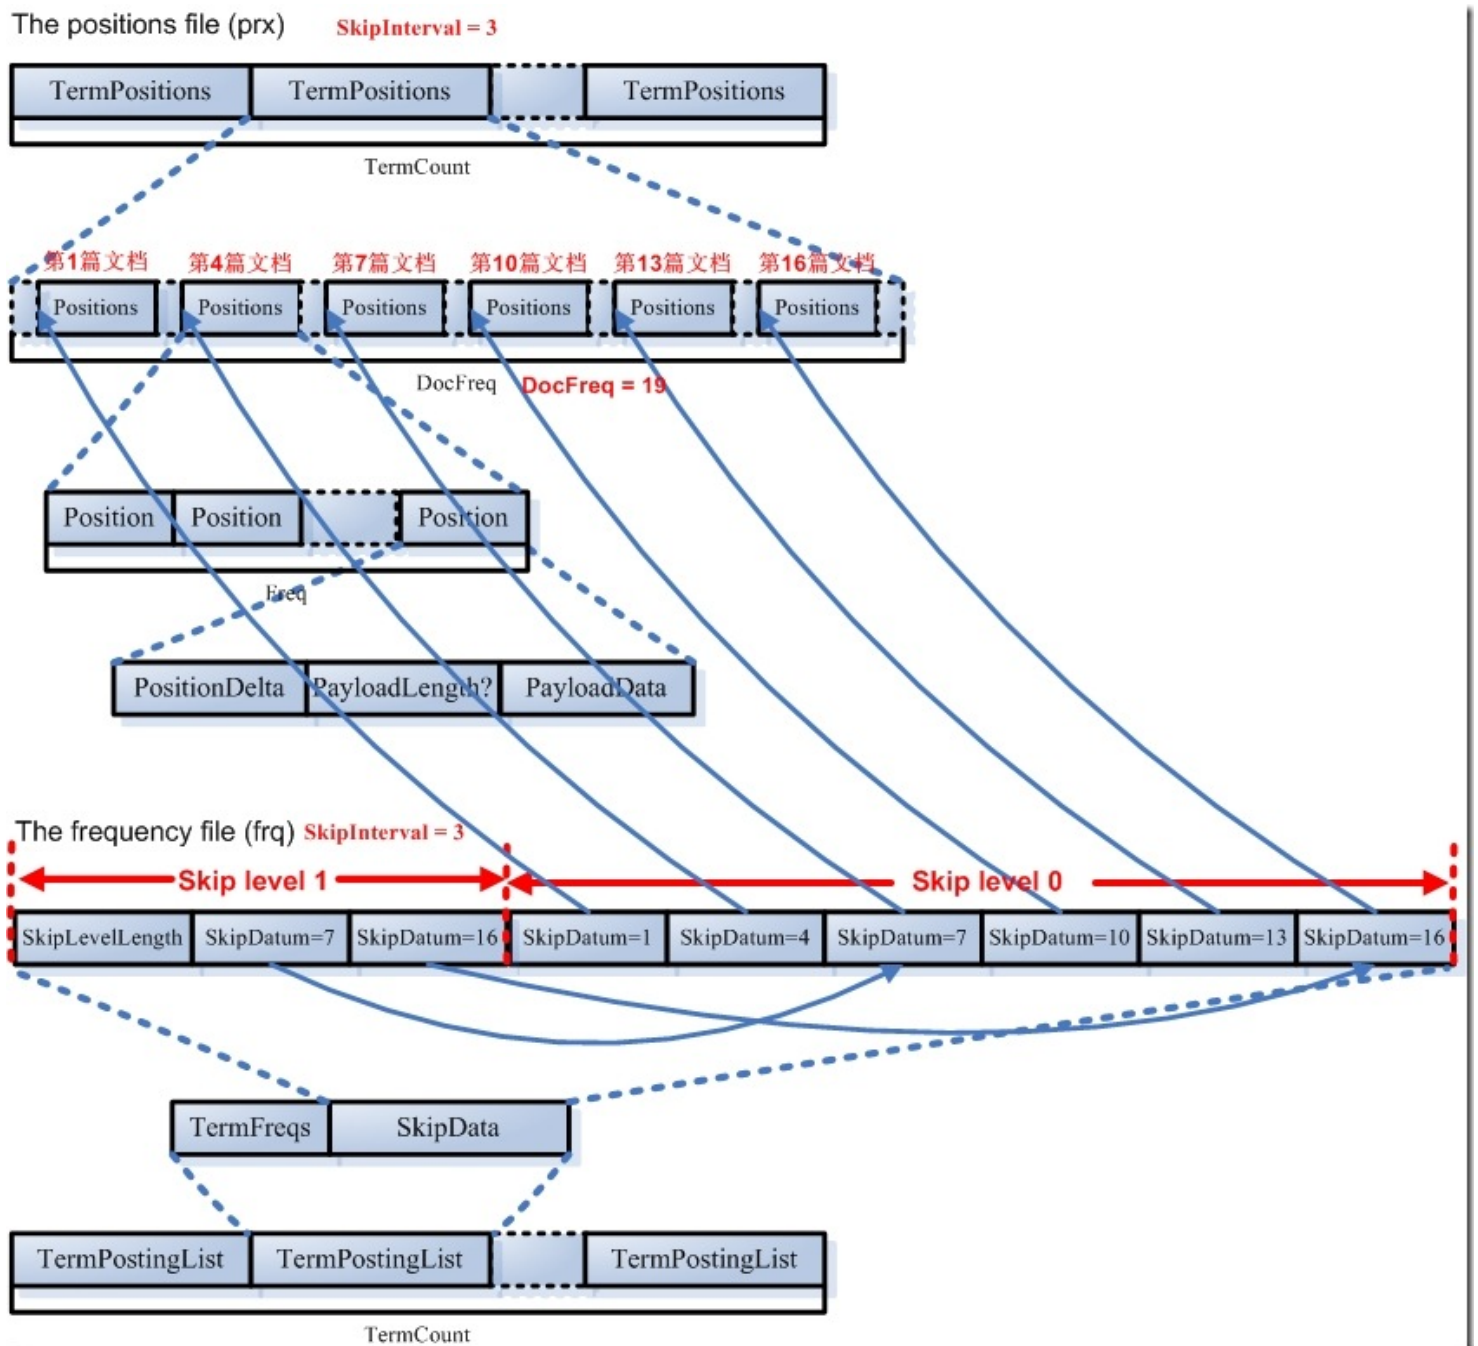 The positions file (prx) SkipInterval = 3
TermPositions TermPositions TermPositions
TermCount
第1篇文档 第4篇文档 第7篇文档 第10篇文档 第13篇文档 第16篇文档
Positions Positions Positions Positions Positions Positions
DocFreq DocFreq = 19
Position Position Position
Freq
PositionDelta PayloadLength? PayloadData
The frequency file (frq) SkipInterval = 3
Skip level 1 Skip level 0
SkipLevelLength SkipDatum=7 SkipDatum=16 SkipDatum=1 SkipDatum=4 SkipDatum=7 SkipDatum=10 SkipDatum=13 SkipDatum=16
TermFreqs SkipData
TermPostingList TermPostingList TermPostingList
TermCount